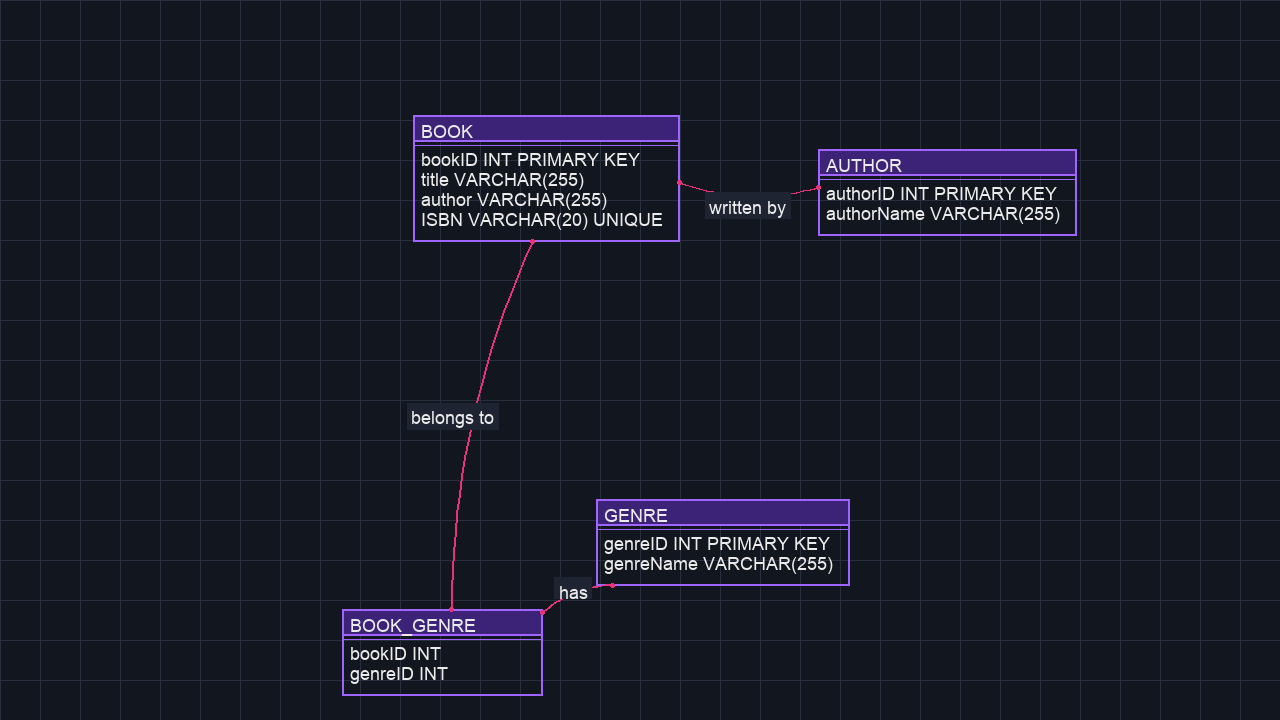 BOOK
bookID INT PRIMARY KEY
title VARCHAR(255)
author VARCHAR(255)
ISBN VARCHAR(20) UNIQUE
written by
AUTHOR
authorID INT PRIMARY KEY
authorName VARCHAR(255)
belongs to
GENRE
genreID INT PRIMARY KEY
genreName VARCHAR(255)
has
BOOK_GENRE
bookID INT
genreID INT